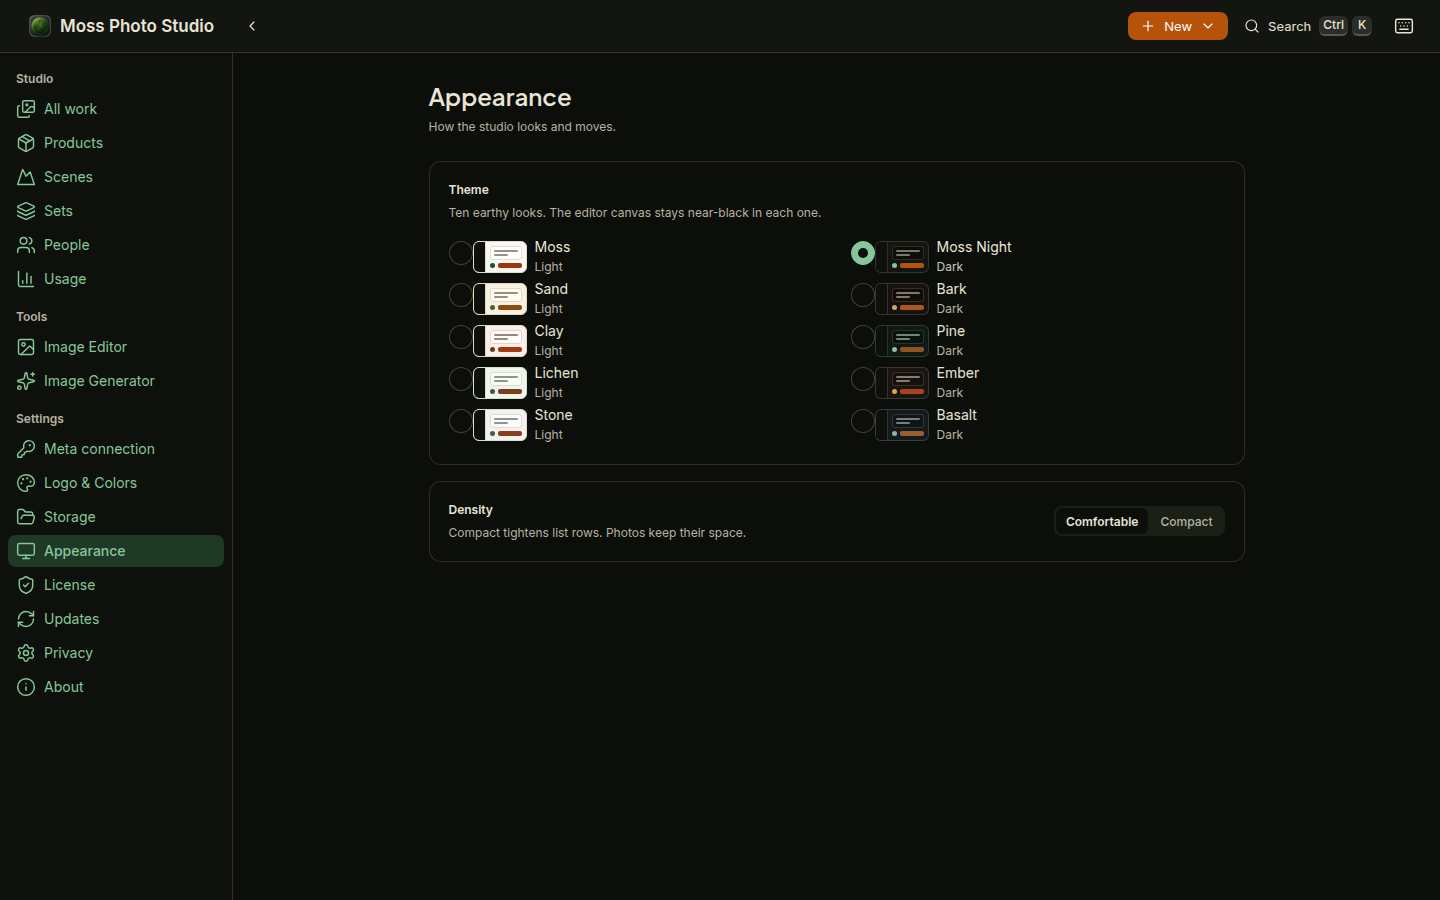 Moss Photo Studio
New
Search Ctrl K
Studio
All work
Products
Scenes
Sets
People
Usage
Tools
Image Editor
Image Generator
Settings
Meta connection
Logo & Colors
Storage
Appearance
License
Updates
Privacy
About
Appearance
How the studio looks and moves.
Theme
Ten earthy looks. The editor canvas stays near-black in each one.
Moss
Light
Moss Night
Dark
Sand
Light
Bark
Dark
Clay
Light
Pine
Dark
Lichen
Light
Ember
Dark
Stone
Light
Basalt
Dark
Density
Compact tightens list rows. Photos keep their space.
Comfortable
Compact